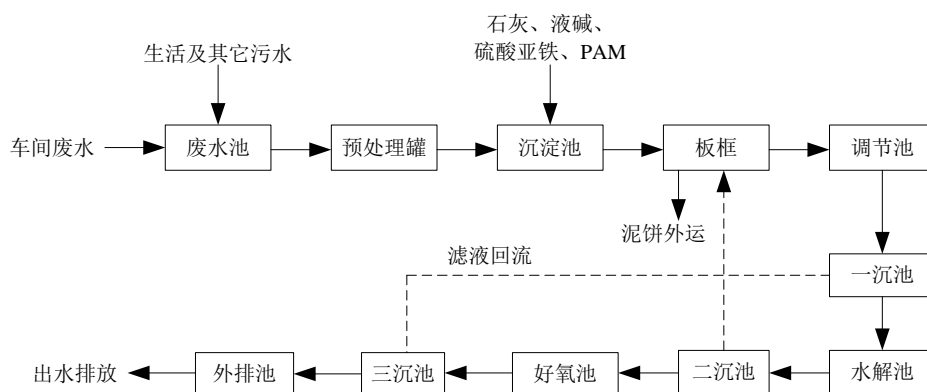 石灰、液碱、
硫酸亚铁、PAM
生活及其它污水
车间废水
废水池
预处理罐
沉淀池
板框
调节池
泥饼外运
滤液回流
一沉池
出水排放
外排池
三沉池
好氧池
二沉池
水解池